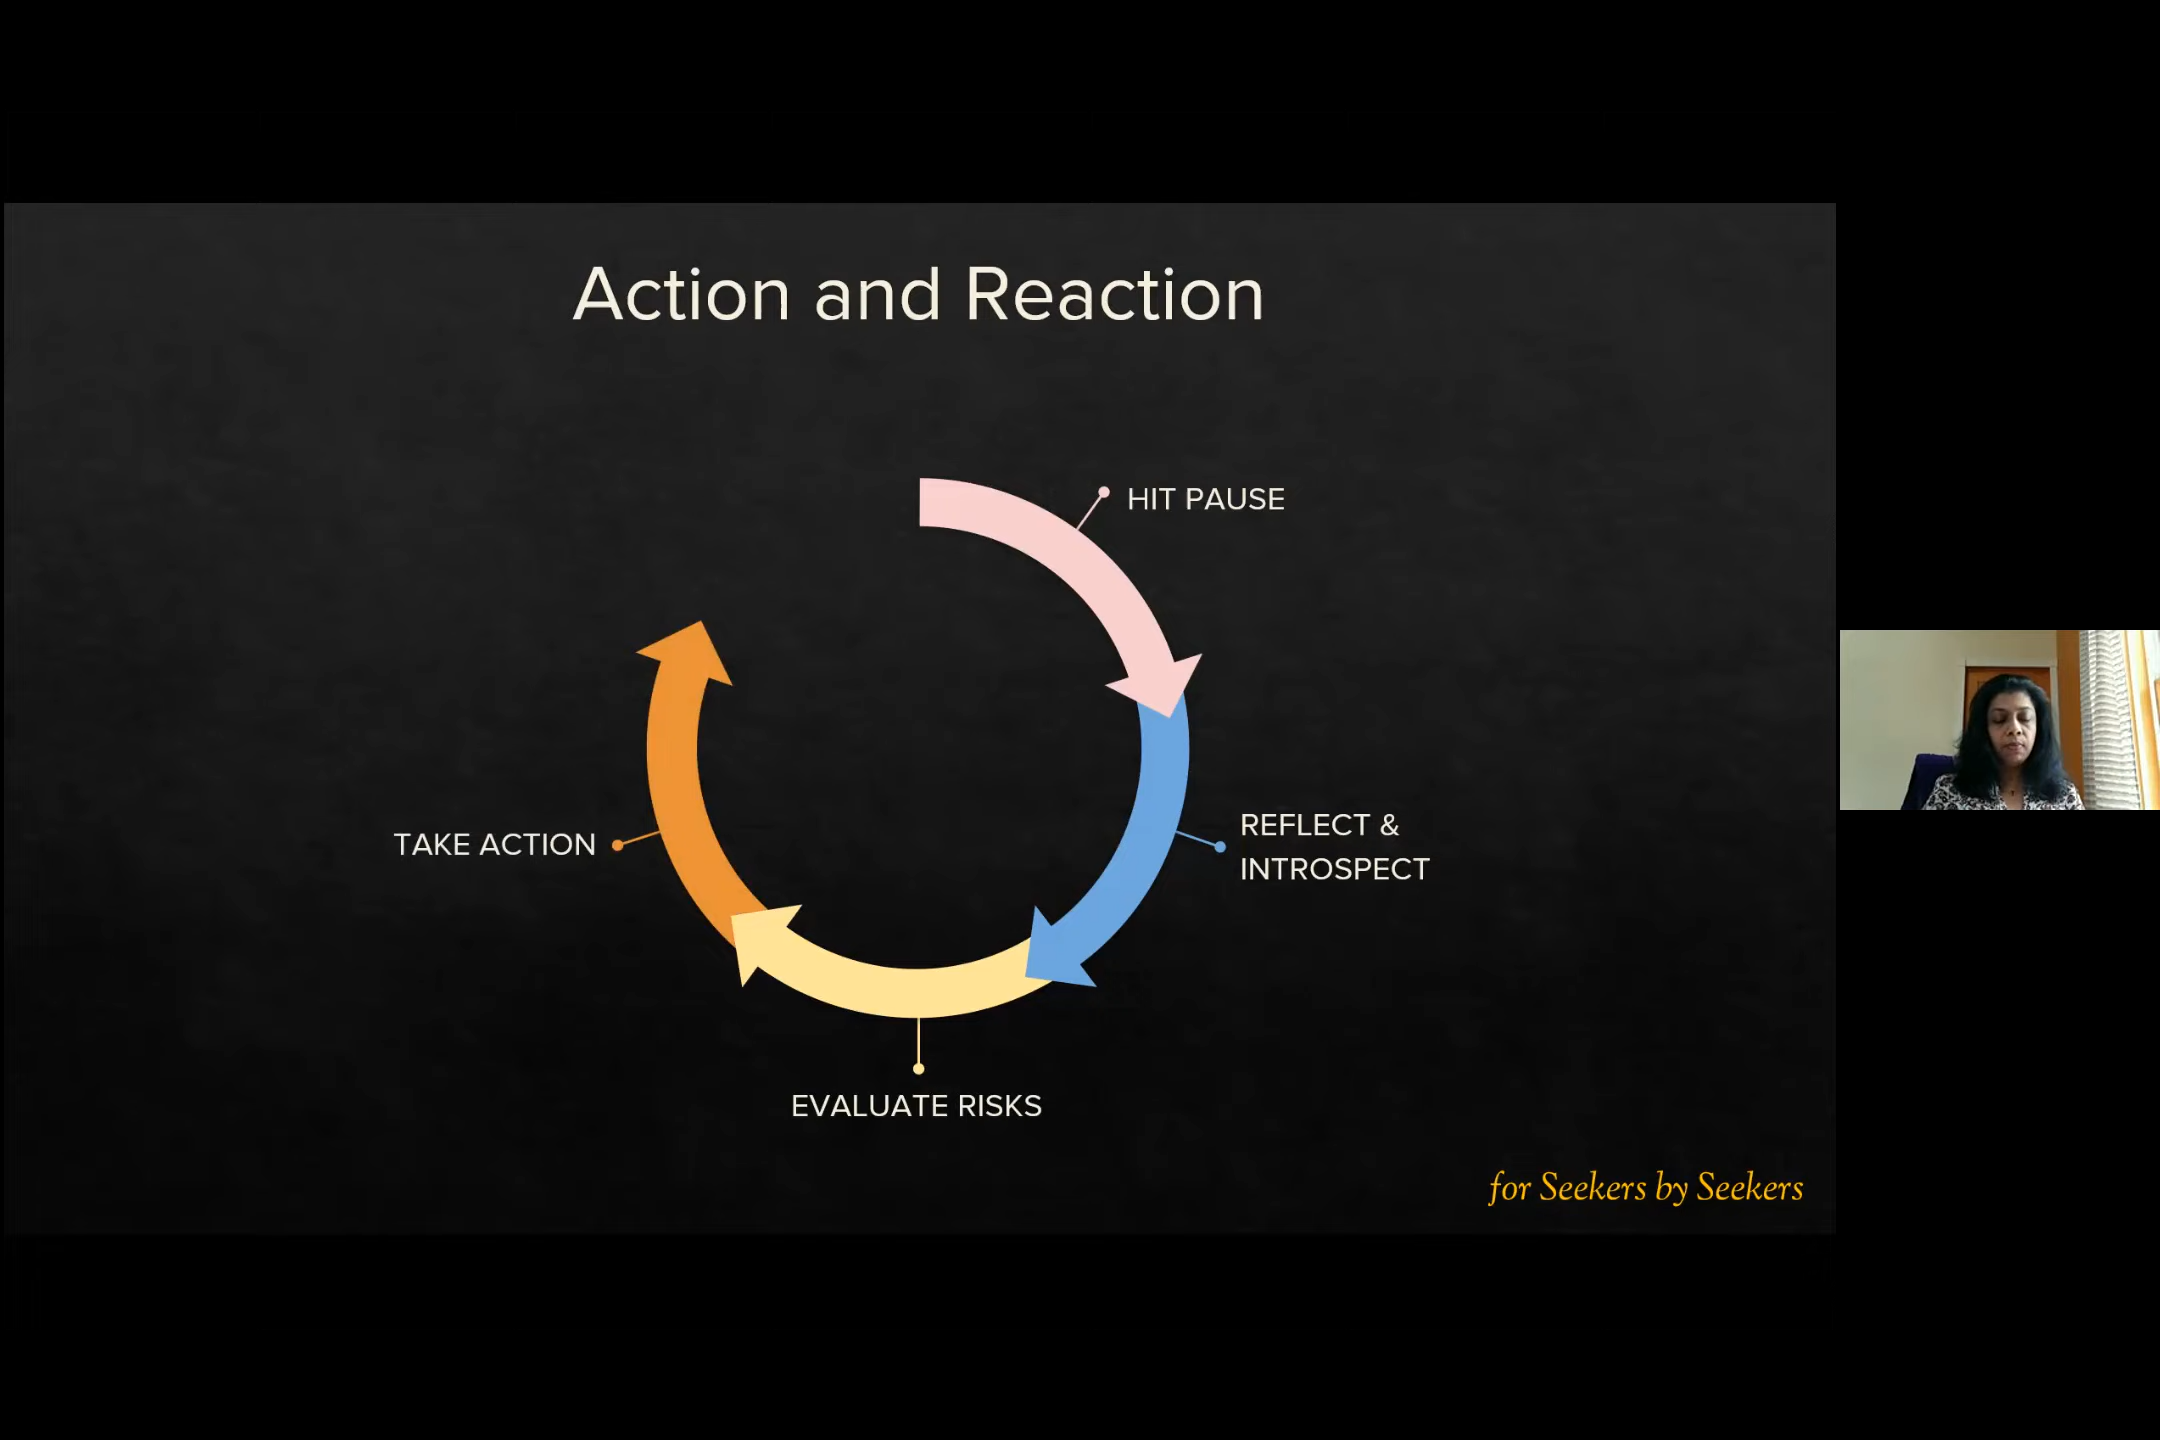 Action and Reaction
HIT PAUSE
REFLECT &
INTROSPECT
EVALUATE RISKS
TAKE ACTION
for Seekers by Seekers